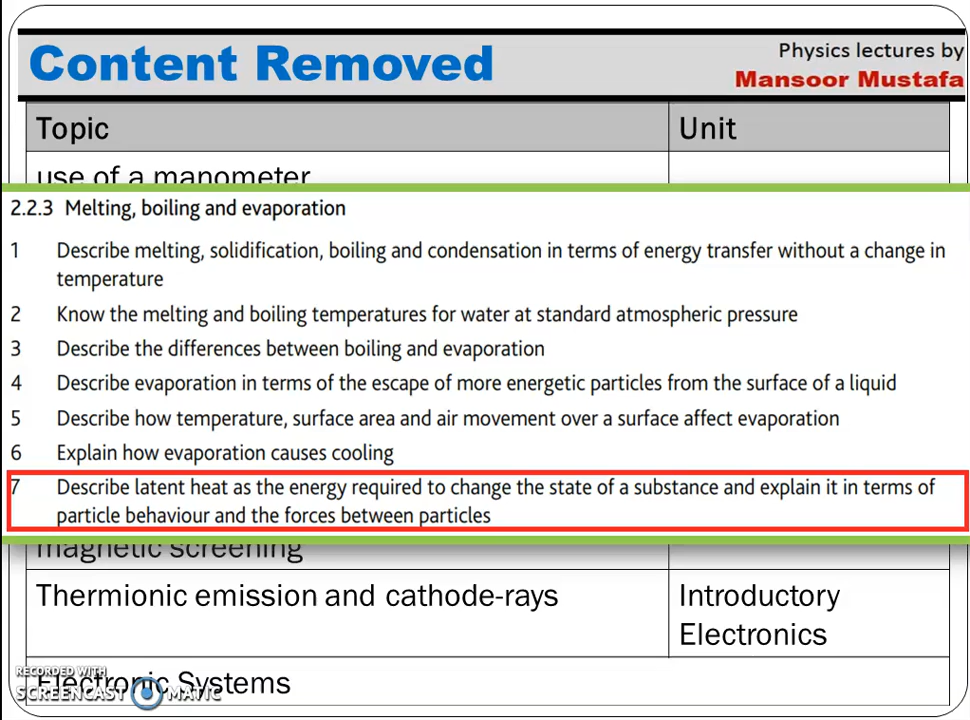 Content Removed
Physics lectures by
Mansoor Mustafa
Topic Unit
use of a manometer
2.2.3 Melting, boiling and evaporation
1 Describe melting, solidification, boiling and condensation in terms of energy transfer without a change in
temperature
2 Know the melting and boiling temperatures for water at standard atmospheric pressure
3 Describe the differences between boiling and evaporation
4 Describe evaporation in terms of the escape of more energetic particles from the surface of a liquid
5 Describe how temperature, surface area and air movement over a surface affect evaporation
6 Explain how evaporation causes cooling
7 Describe latent heat as the energy required to change the state of a substance and explain it in terms of
particle behaviour and the forces between particles
magnetic screening
Thermionic emission and cathode-rays Introductory
Electronics
Electronic Systems
RECORDED WITH
SCREENCAST MATIC